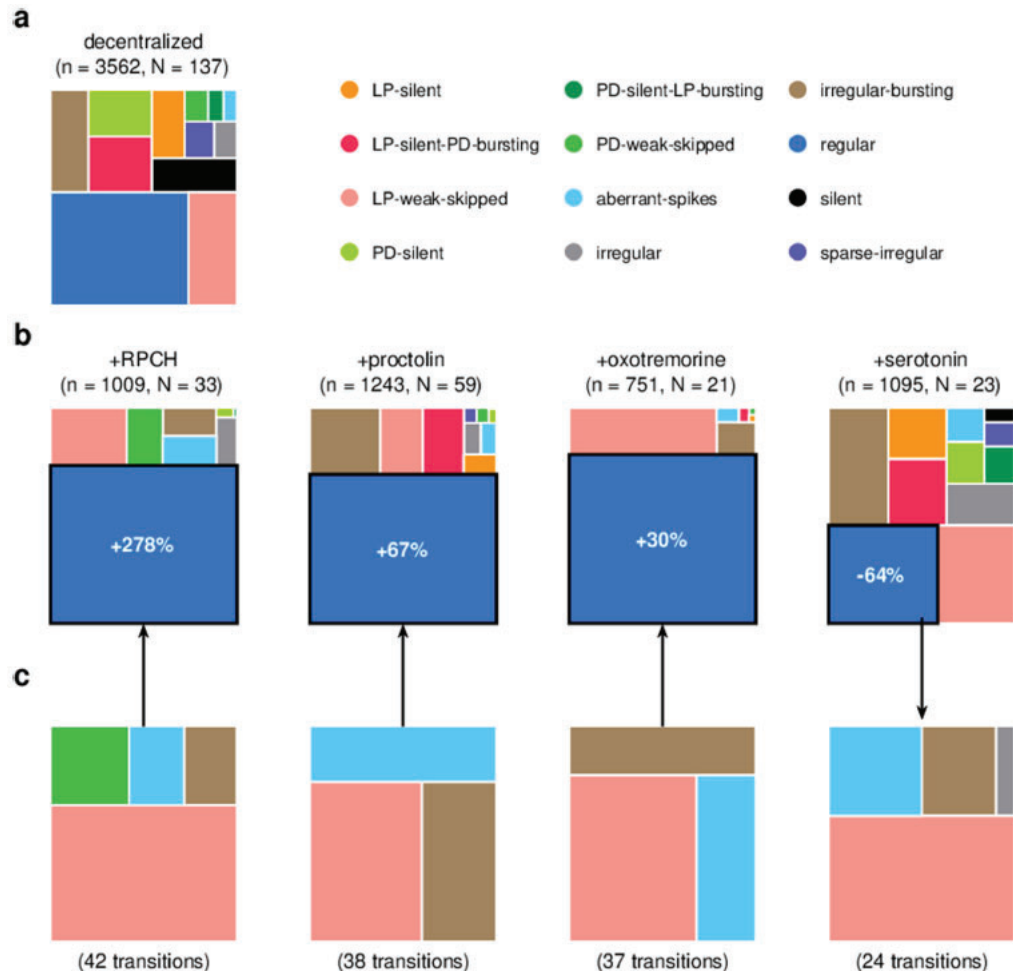 a
decentralized
(n = 3562, N = 137)
LP-silent
PD-silent-LP-bursting
irregular-bursting
LP-silent-PD-bursting
PD-weak-skipped
regular
LP-weak-skipped
aberrant-spikes
silent
PD-silent
irregular
sparse-irregular
b
+RPCH
(n = 1009, N = 33)
+proctolin
(n = 1243, N = 59)
+oxotremorine
(n = 751, N = 21)
+serotonin
(n = 1095, N = 23)
+278%
+67%
+30%
-64%
c
(42 transitions)
(38 transitions)
(37 transitions)
(24 transitions)